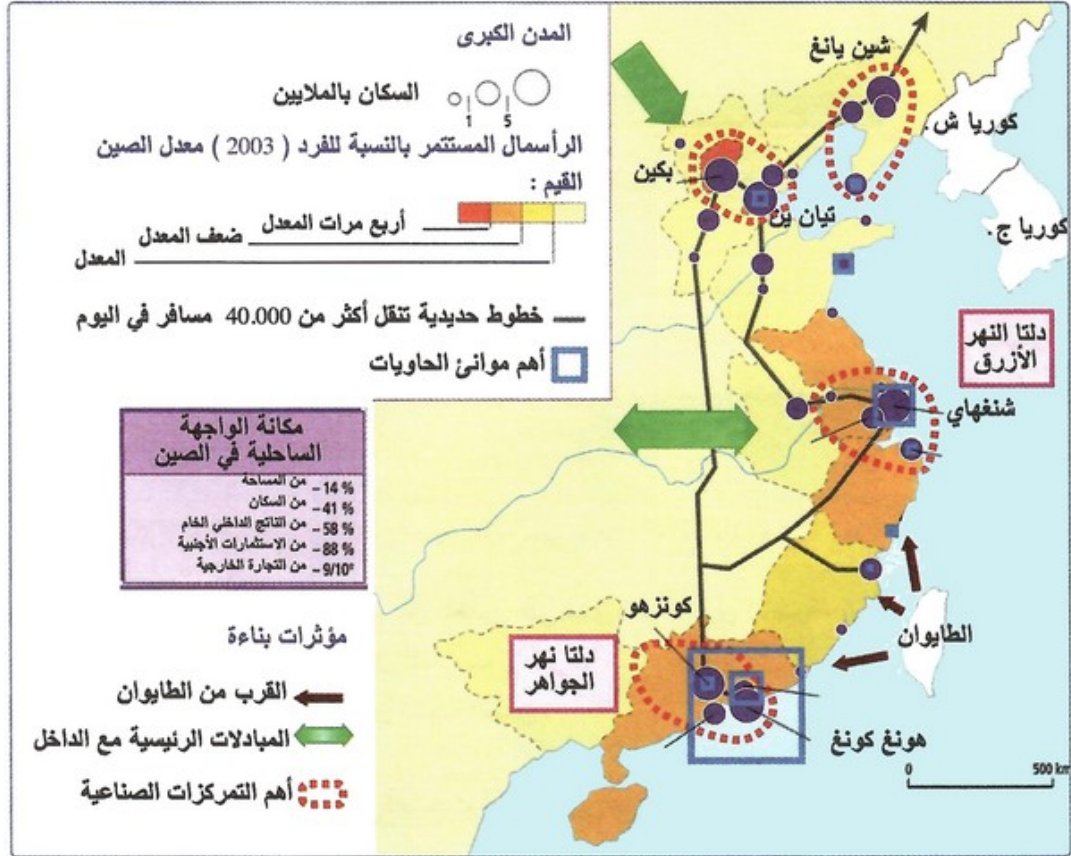 المدن الكبرى
السكان بالملايين
1 5
الرأسمال المستثمر بالنسبة للفرد ( 2003 ) معدل الصين
القيم :
أربع مرات المعدل
ضعف المعدل
المعدل
خطوط حديدية تنقل أكثر من 40.000 مسافر في اليوم
أهم موانئ الحاويات
مكانة الواجهة
الساحلية في الصين
% 14 – من المساحة
% 41 – من السكان
% 58 – من الناتج الداخلي الخام
% 88 – من الاستثمارات الأجنبية
9/10° – من التجارة الخارجية
مؤثرات بناءة
القرب من الطايوان
المبادلات الرئيسية مع الداخل
أهم التمركزات الصناعية
شين يانغ
كوريا ش.
بكين
تيان ين
كوريا ج.
دلتا النهر
الأزرق
شنغهاي
كونزهو
الطايوان
دلتا نهر
الجواهر
هونغ كونغ
0 500 km